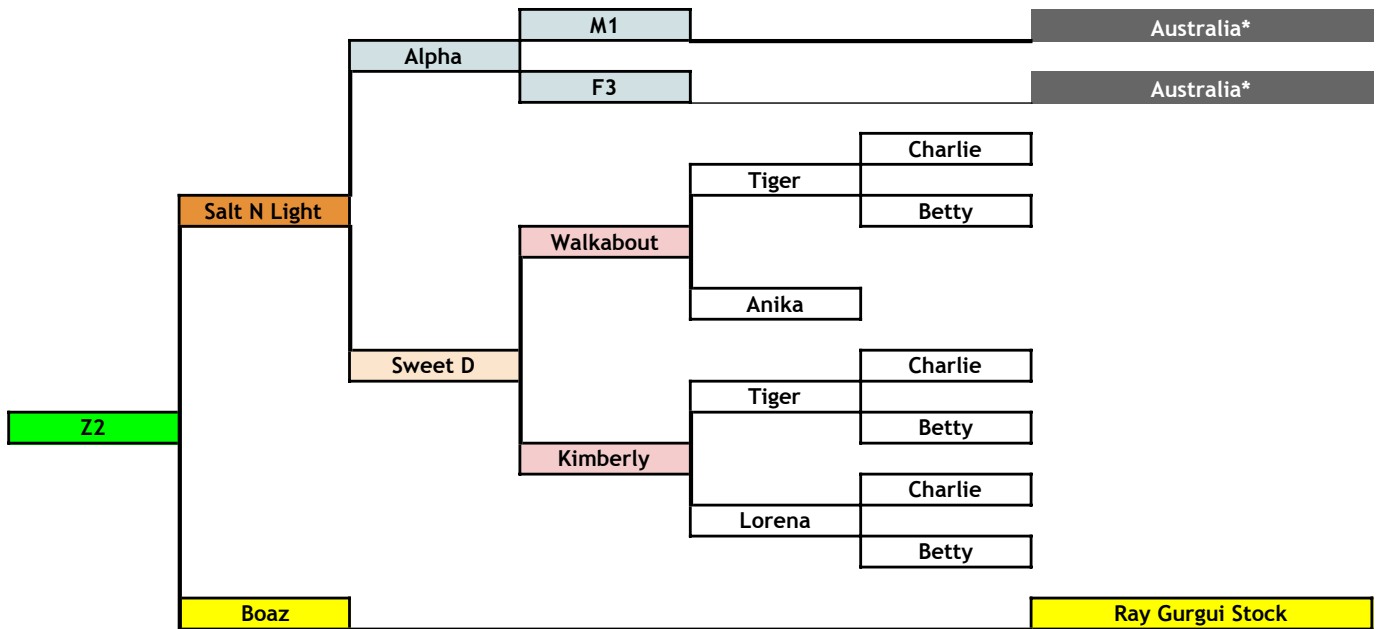 M1
Australia*
Alpha
F3
Australia*
Charlie
Tiger
Salt N Light
Betty
Walkabout
Anika
Sweet D
Charlie
Tiger
Z2
Betty
Kimberly
Charlie
Lorena
Betty
Boaz
Ray Gurgui Stock